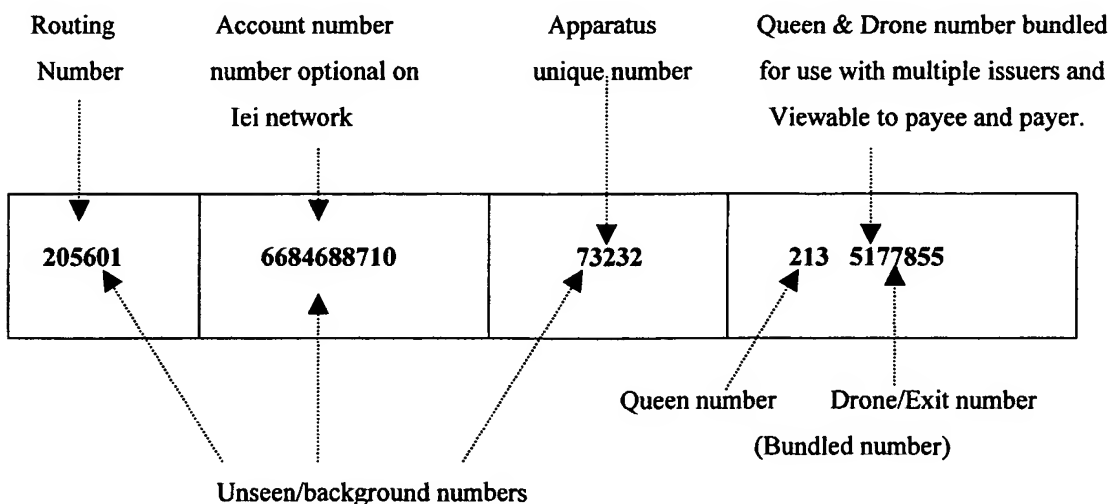 Routing
Number
Account number
number optional on
Iei network
Apparatus
unique number
Queen & Drone number bundled
for use with multiple issuers and
Viewable to payee and payer.
205601
6684688710
73232
213 5177855
Queen number
Drone/Exit number
(Bundled number)
Unseen/background numbers